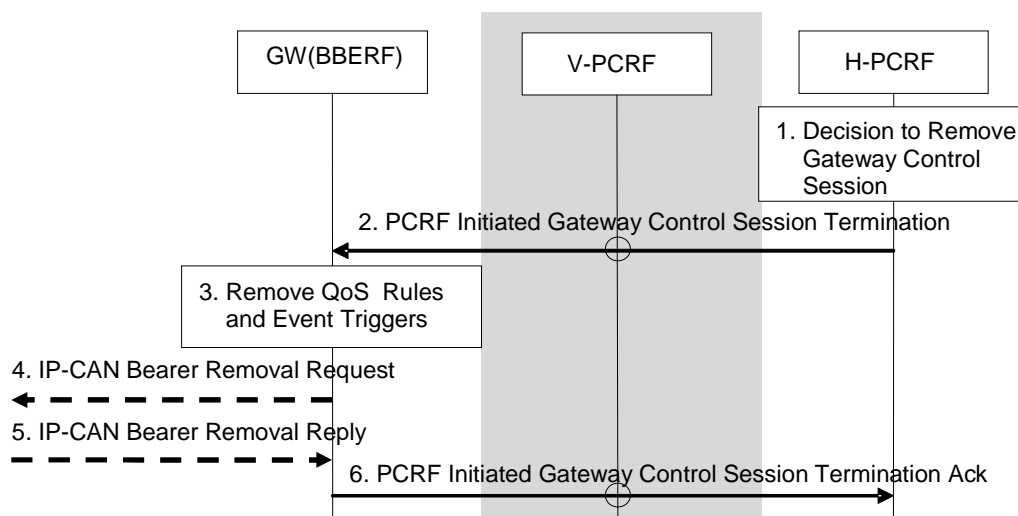 GW(BBERF)
V-PCRF
H-PCRF
1. Decision to Remove
Gateway Control
Session
2. PCRF Initiated Gateway Control Session Termination
3. Remove QoS Rules
and Event Triggers
4. IP-CAN Bearer Removal Request
5. IP-CAN Bearer Removal Reply
6. PCRF Initiated Gateway Control Session Termination Ack